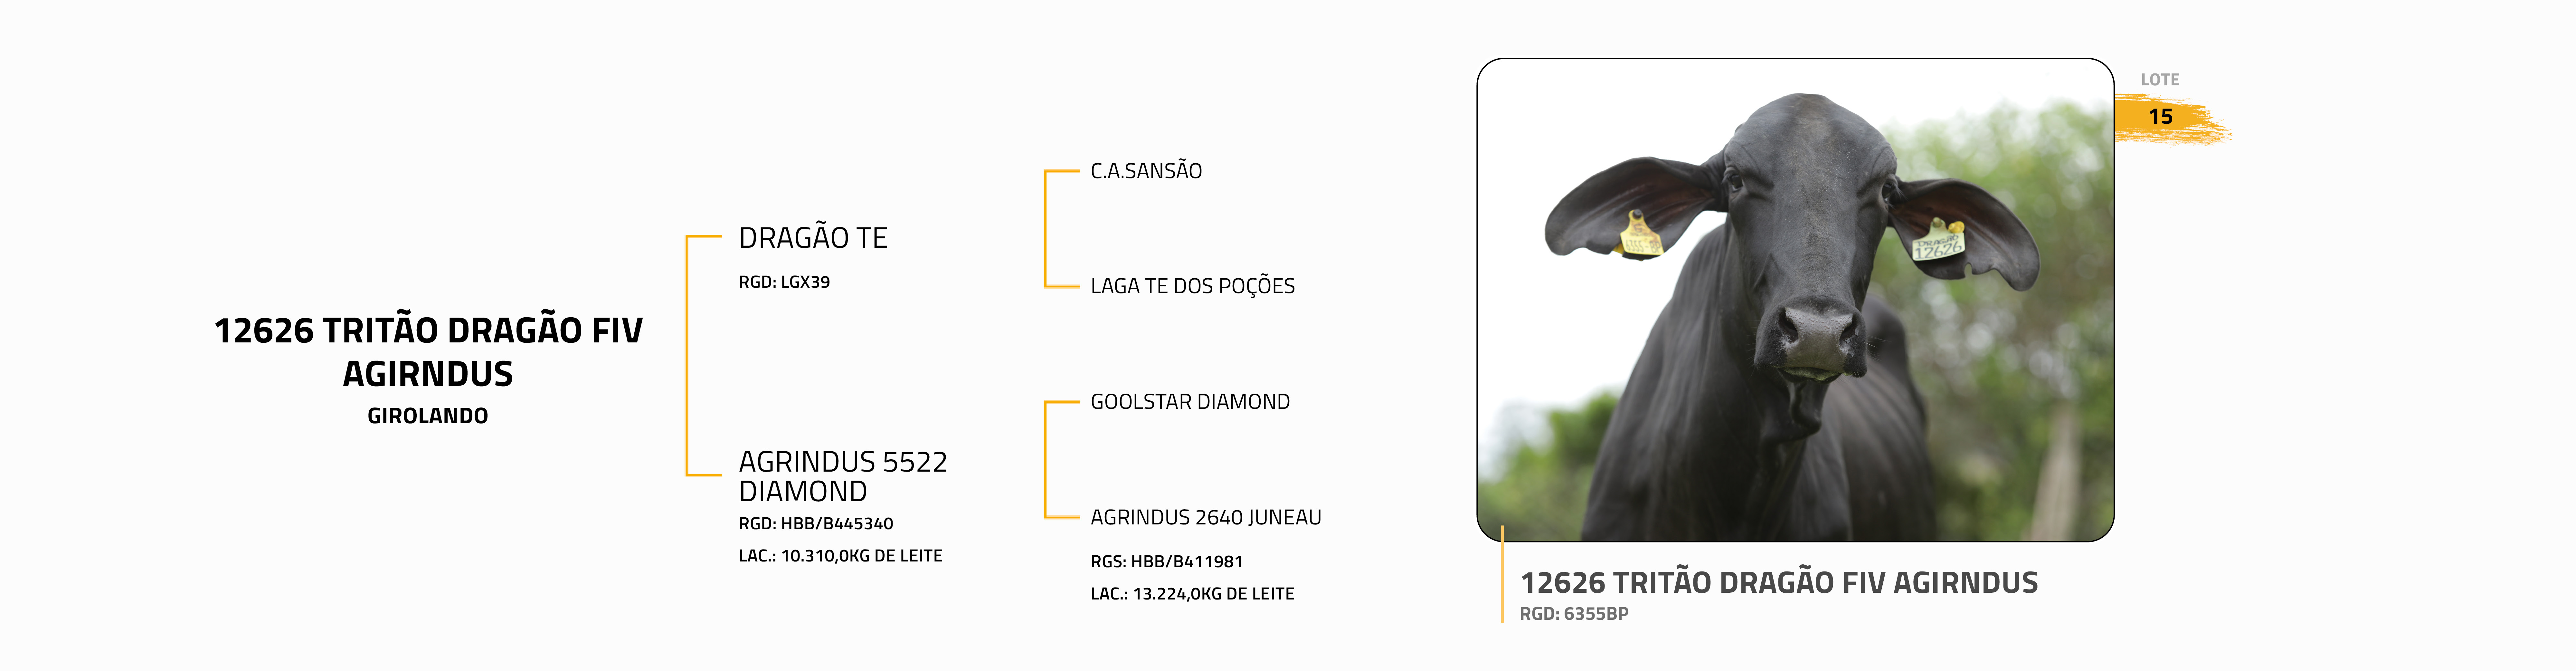 12626 TRITÃO DRAGÃO FIV
AGIRNDUS
GIROLANDO
DRAGÃO TE
RGD: LGX39
AGRINDUS 5522
DIAMOND
RGD: HBB/B445340
LAC.: 10.310,0KG DE LEITE
C.A.SANSÃO
LAGA TE DOS POÇÕES
GOOLSTAR DIAMOND
AGRINDUS 2640 JUNEAU
RGS: HBB/B411981
LAC.: 13.224,0KG DE LEITE
DRAGÃO
12626
LOTE
15
12626 TRITÃO DRAGÃO FIV AGIRNDUS
RGD: 6355BP